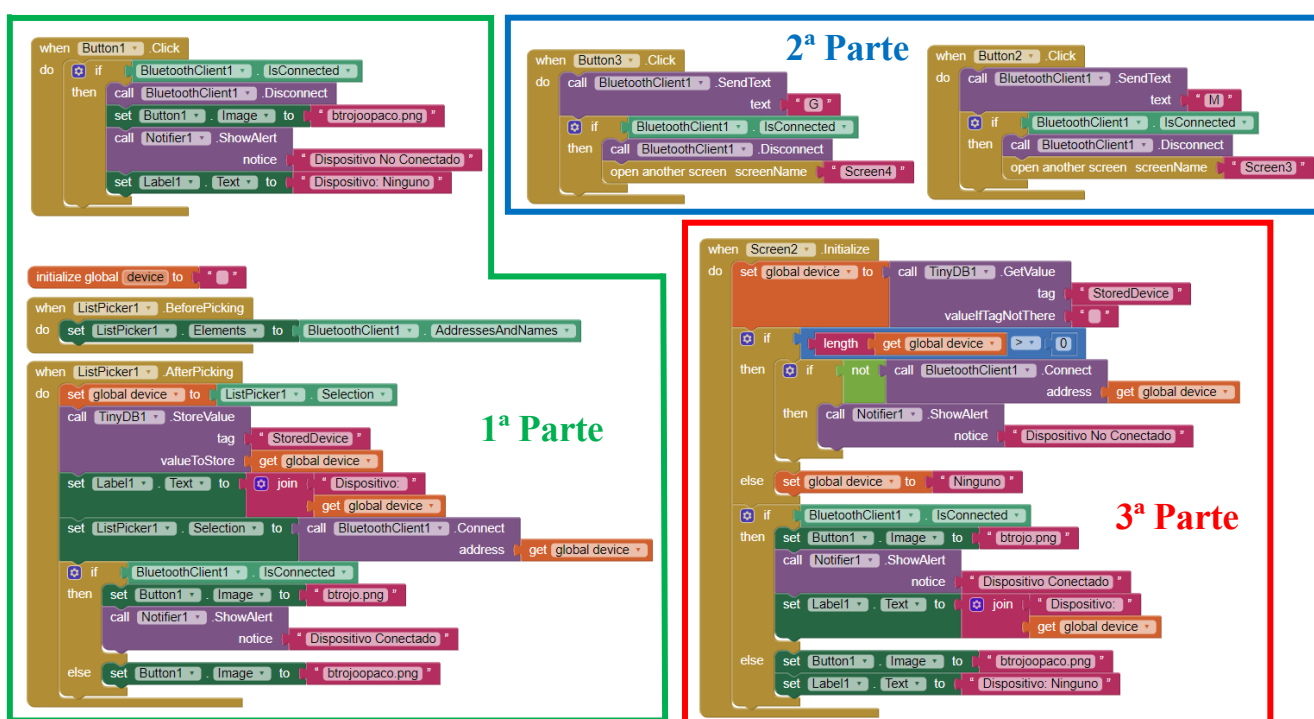 when Button1 .Click
do if BluetoothClient1 . IsConnected
then call BluetoothClient1 .Disconnect
set Button1 . Image to " btrojoopaco.png "
call Notifier1 .ShowAlert
notice " Dispositivo No Conectado "
set Label1 . Text to " Dispositivo: Ninguno "
initialize global device to " "
when ListPicker1 .BeforePicking
do set ListPicker1 . Elements to BluetoothClient1 . AddressesAndNames
when ListPicker1 .AfterPicking
do set global device to ListPicker1 . Selection
call TinyDB1 .StoreValue
tag " StoredDevice "
valueToStore get global device
set Label1 . Text to join " Dispositivo: "
get global device
set ListPicker1 . Selection to call BluetoothClient1 .Connect
address get global device
if BluetoothClient1 . IsConnected
then set Button1 . Image to " btrojo.png "
call Notifier1 .ShowAlert
notice " Dispositivo Conectado "
else set Button1 . Image to " btrojoopaco.png "
1ª Parte
2ª Parte
when Button3 .Click
do call BluetoothClient1 .SendText
text " G "
if BluetoothClient1 . IsConnected
then call BluetoothClient1 .Disconnect
open another screen screenName " Screen4 "
when Button2 .Click
do call BluetoothClient1 .SendText
text " M "
if BluetoothClient1 . IsConnected
then call BluetoothClient1 .Disconnect
open another screen screenName " Screen3 "
when Screen2 .Initialize
do set global device to call TinyDB1 .GetValue
tag " StoredDevice "
valueIfTagNotThere " "
if length get global device > 0
then if not call BluetoothClient1 .Connect
address get global device
then call Notifier1 .ShowAlert
notice " Dispositivo No Conectado "
else set global device to " Ninguno "
if BluetoothClient1 . IsConnected
then set Button1 . Image to " btrojo.png "
call Notifier1 .ShowAlert
notice " Dispositivo Conectado "
set Label1 . Text to join " Dispositivo: "
get global device
else set Button1 . Image to " btrojoopaco.png "
set Label1 . Text to " Dispositivo: Ninguno "
3ª Parte